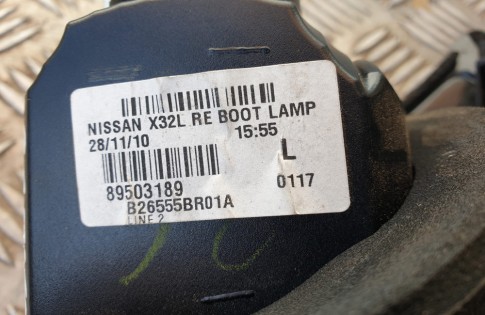 NISSAN X32L RE BOOT LAMP
28/11/10 15:55
L
89503189 0117
B26555BR01A
LINE 2